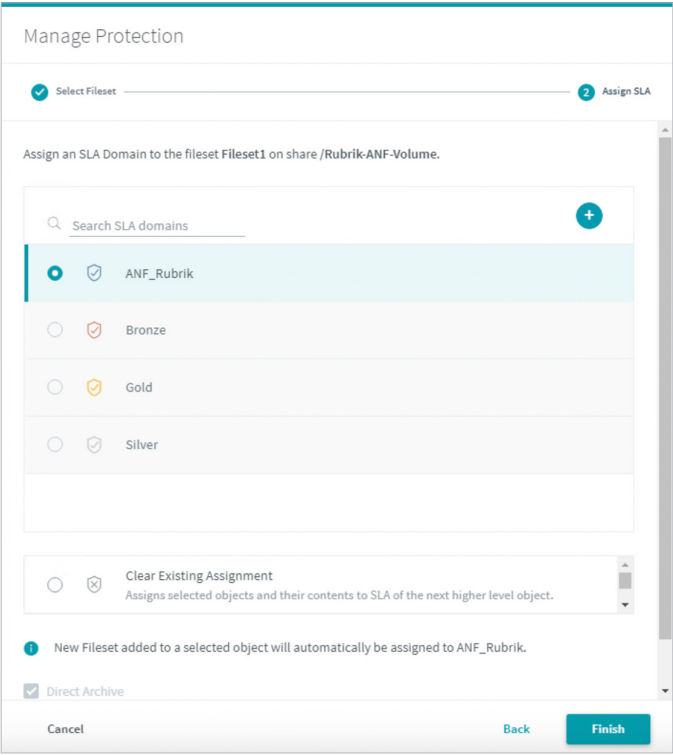 Manage Protection
Select Fileset
2 Assign SLA
Assign an SLA Domain to the fileset Fileset1 on share /Rubrik-ANF-Volume.
Search SLA domains
+
ANF_Rubrik
Bronze
Gold
Silver
Clear Existing Assignment
Assigns selected objects and their contents to SLA of the next higher level object.
New Fileset added to a selected object will automatically be assigned to ANF_Rubrik.
Direct Archive
Cancel Back Finish